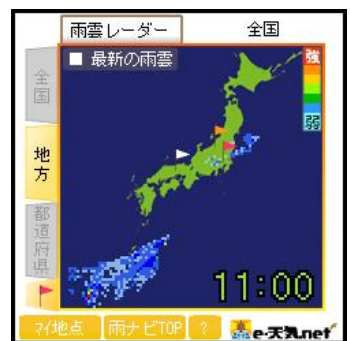 雨雲レーダー 全国
■ 最新の雨雲
強
弱
全国
地方
都道府県
11:00
マイ地点 雨ナビTOP ? e-天気.net